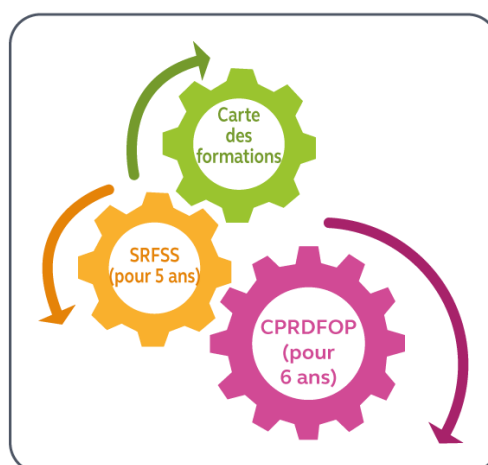 Carte
des
formations
SRFSS
(pour 5 ans)
CPRDFOP
(pour
6 ans)